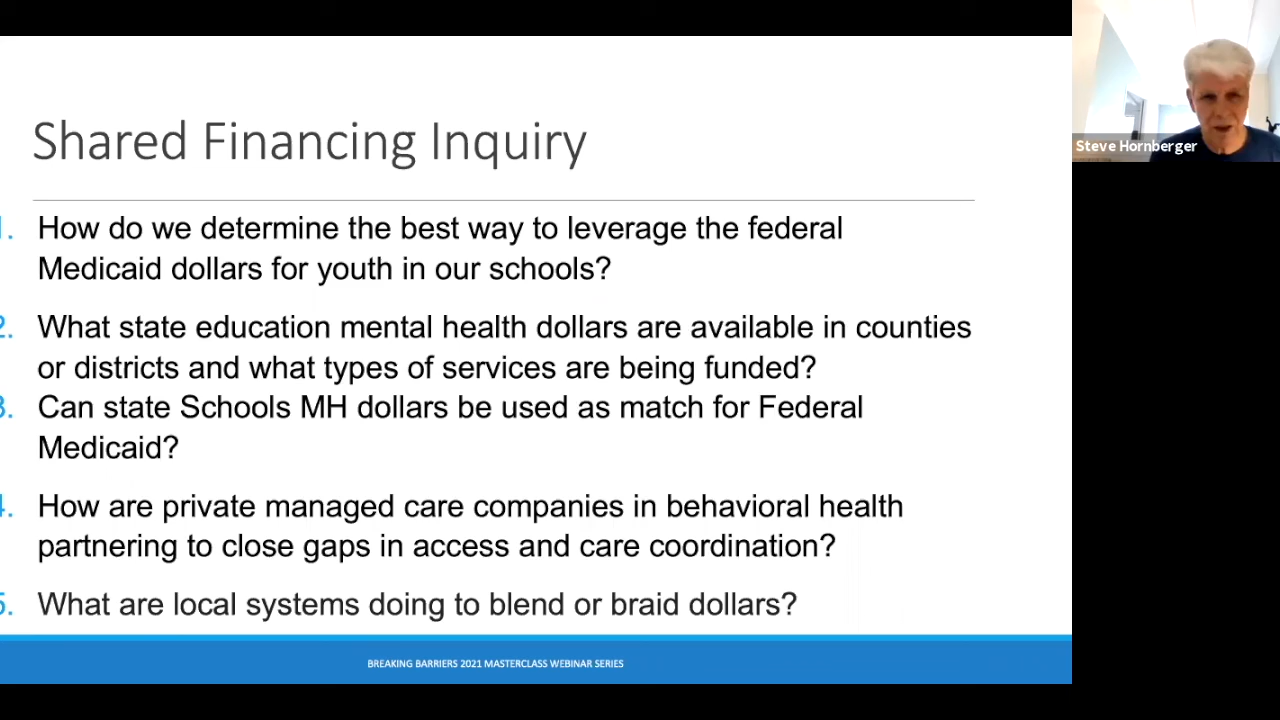 Shared Financing Inquiry
1. How do we determine the best way to leverage the federal
Medicaid dollars for youth in our schools?
2. What state education mental health dollars are available in counties
or districts and what types of services are being funded?
3. Can state Schools MH dollars be used as match for Federal
Medicaid?
4. How are private managed care companies in behavioral health
partnering to close gaps in access and care coordination?
5. What are local systems doing to blend or braid dollars?
BREAKING BARRIERS 2021 MASTERCLASS WEBINAR SERIES
Steve Hornberger